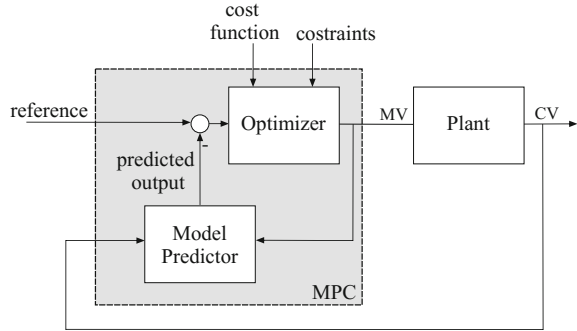 cost
function
costraints
reference
Optimizer
MV
Plant
CV
-
predicted
output
Model
Predictor
MPC